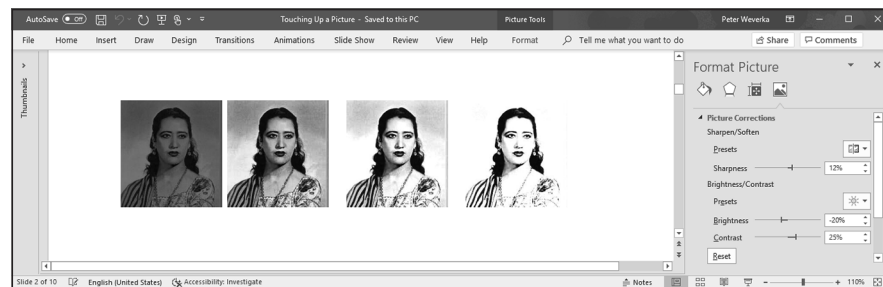 AutoSave Off Touching Up a Picture - Saved to this PC Picture Tools Peter Weverka
File Home Insert Draw Design Transitions Animations Slide Show Review View Help Format Tell me what you want to do Share Comments
Thumbnails
Format Picture
Picture Corrections
Sharpen/Soften
Presets
Sharpness 12%
Brightness/Contrast
Presets
Brightness -20%
Contrast 25%
Reset
Slide 2 of 10 English (United States) Accessibility: Investigate Notes 110%